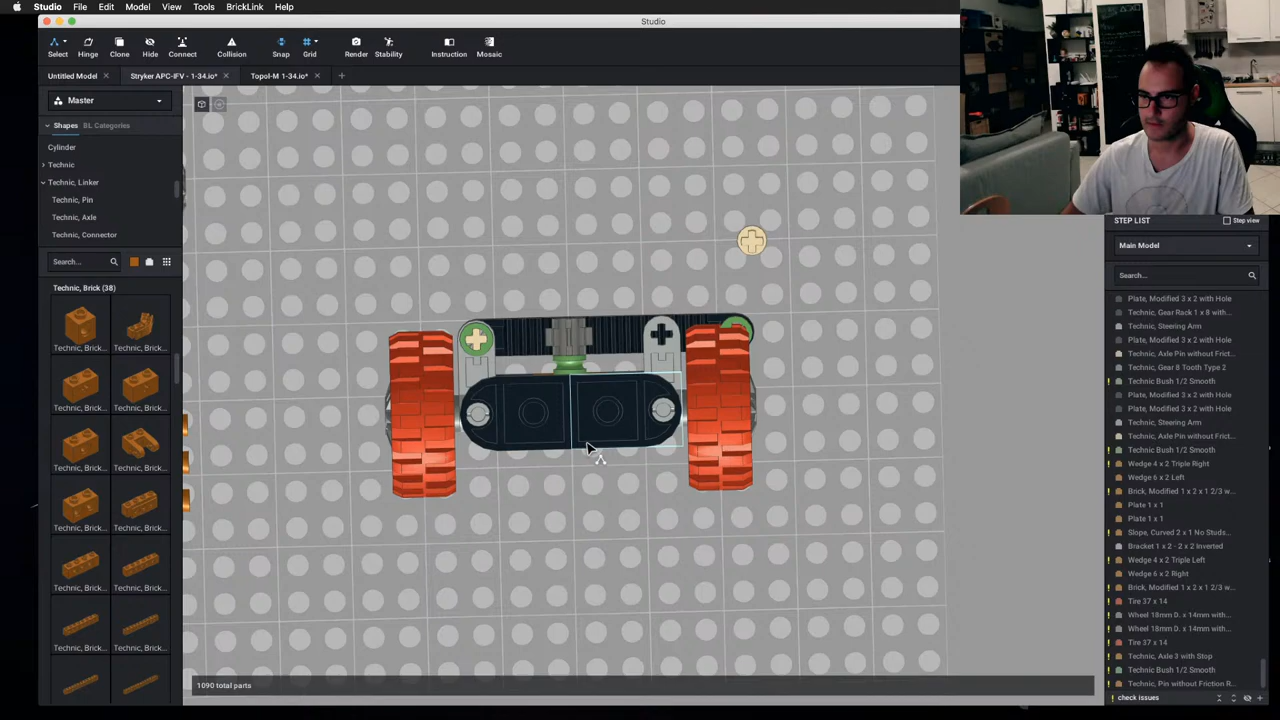 Studio File Edit Model View Tools BrickLink Help
Studio
Select Hinge Clone Hide Connect Collision Snap Grid Render Stability Instruction Mosaic
Untitled Model Stryker APC-IFV - 1-34.io* Topol-M 1-34.io*
Master
Shapes BL Categories
Cylinder
Technic
Technic, Linker
Technic, Pin
Technic, Axle
Technic, Connector
Search...
Technic, Brick (38)
Technic, Brick... Technic, Brick...
Technic, Brick... Technic, Brick...
Technic, Brick... Technic, Brick...
Technic, Brick... Technic, Brick...
Technic, Brick... Technic, Brick...
Technic, Brick... Technic, Brick...
1090 total parts
STEP LIST Step view
Main Model
Search...
Plate, Modified 3 x 2 with Hole
Technic, Gear Rack 1 x 8 with...
Technic, Steering Arm
Plate, Modified 3 x 2 with Hole
Technic, Axle Pin without Frict...
Technic, Gear 8 Tooth Type 2
Technic Bush 1/2 Smooth
Plate, Modified 3 x 2 with Hole
Plate, Modified 3 x 2 with Hole
Technic, Steering Arm
Technic, Axle Pin without Frict...
Technic Bush 1/2 Smooth
Wedge 4 x 2 Triple Right
Wedge 6 x 2 Left
Brick, Modified 1 x 2 x 1 2/3 w...
Plate 1 x 1
Plate 1 x 1
Slope, Curved 2 x 1 No Studs...
Bracket 1 x 2 - 2 x 2 Inverted
Wedge 4 x 2 Triple Left
Wedge 6 x 2 Right
Brick, Modified 1 x 2 x 1 2/3 w...
Tire 37 x 14
Wheel 18mm D. x 14mm with...
Wheel 18mm D. x 14mm with...
Tire 37 x 14
Technic, Axle 3 with Stop
Technic Bush 1/2 Smooth
Technic, Pin without Friction R...
check issues